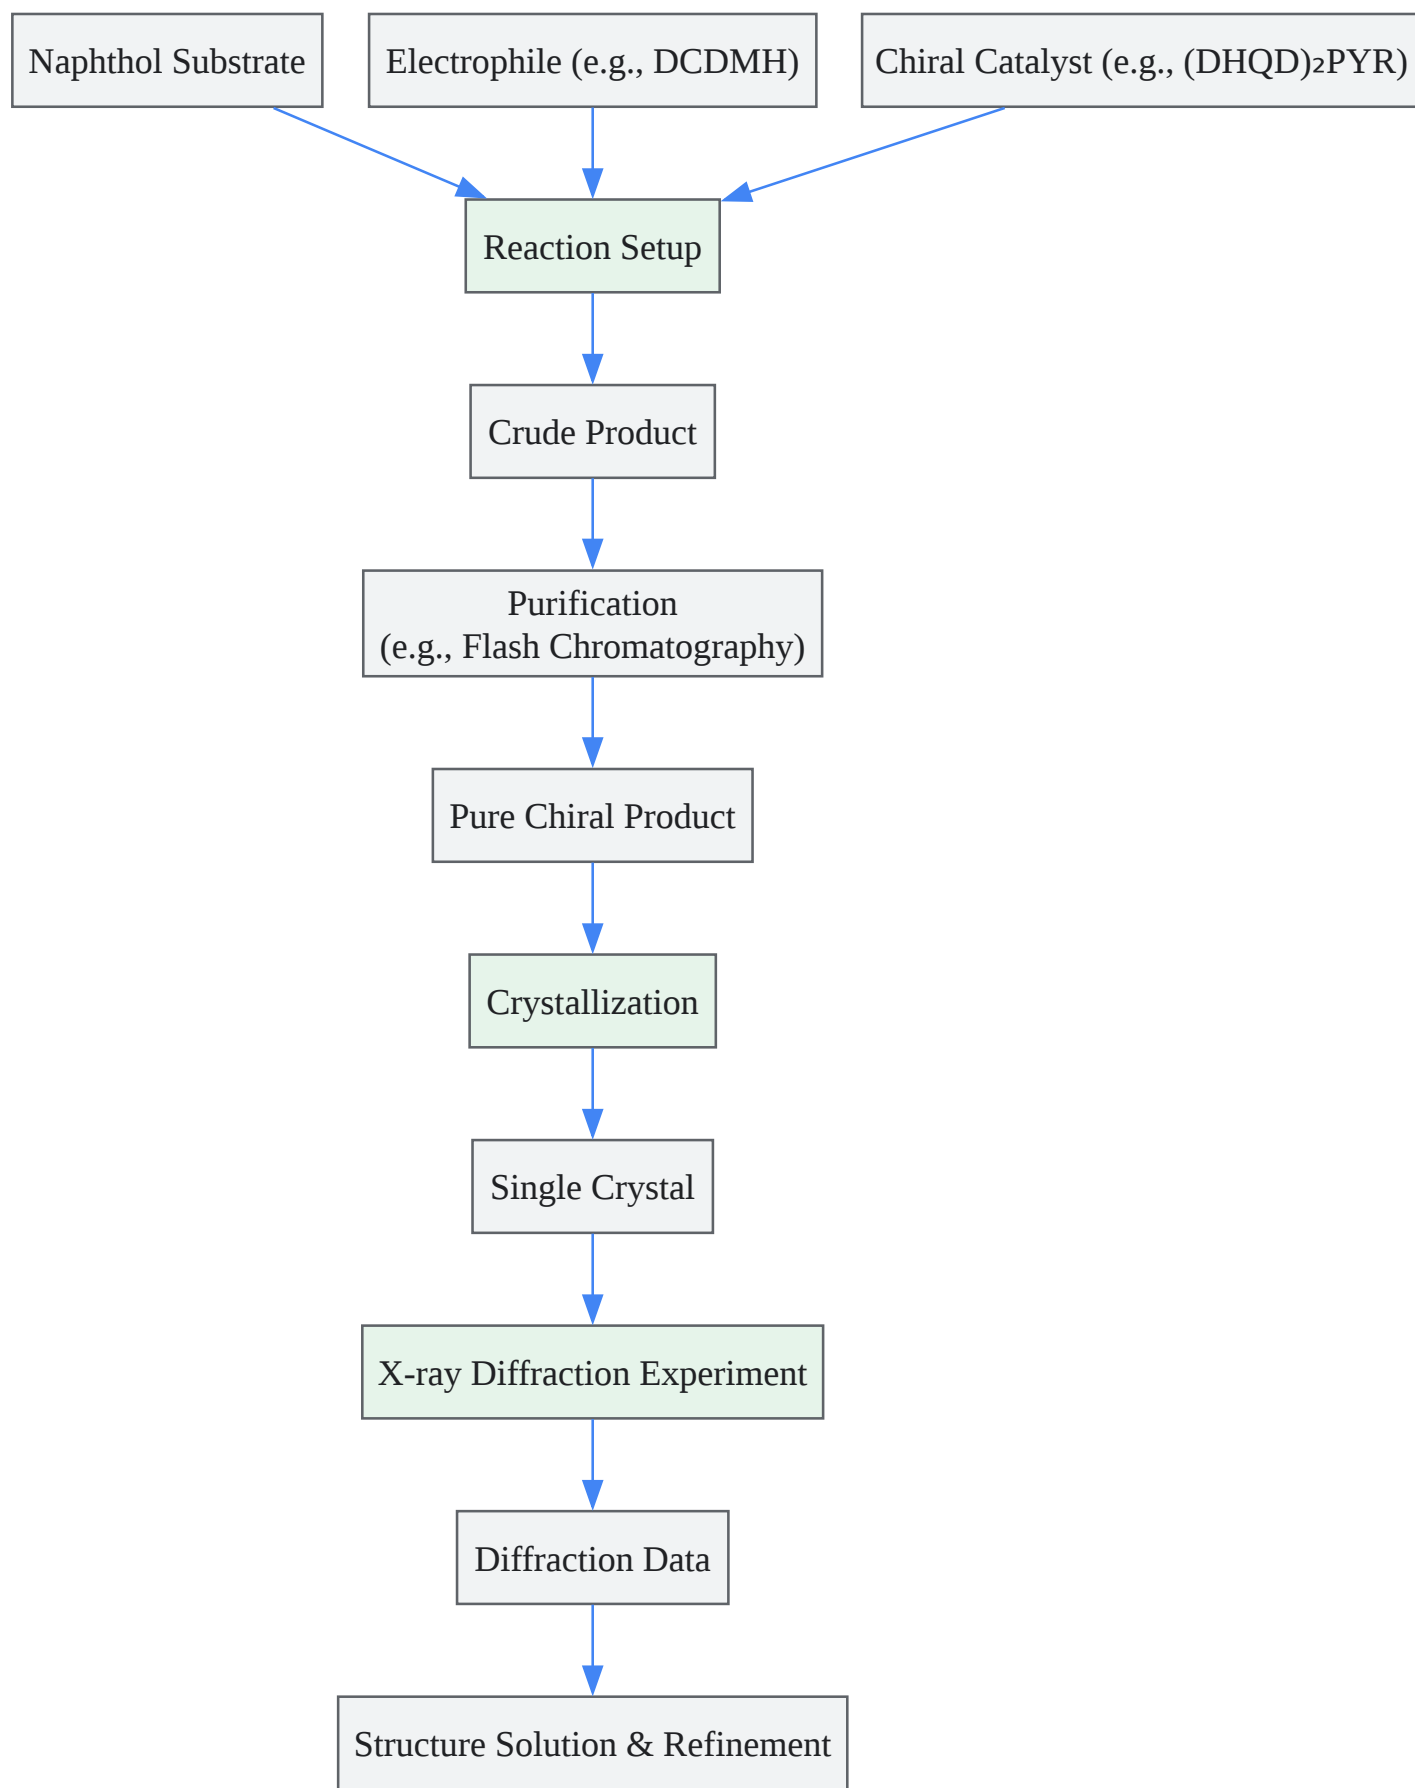 Naphthol Substrate
Electrophile (e.g., DCDMH)
Chiral Catalyst (e.g., (DHQD)₂PYR)
Reaction Setup
Crude Product
Purification
(e.g., Flash Chromatography)
Pure Chiral Product
Crystallization
Single Crystal
X-ray Diffraction Experiment
Diffraction Data
Structure Solution & Refinement